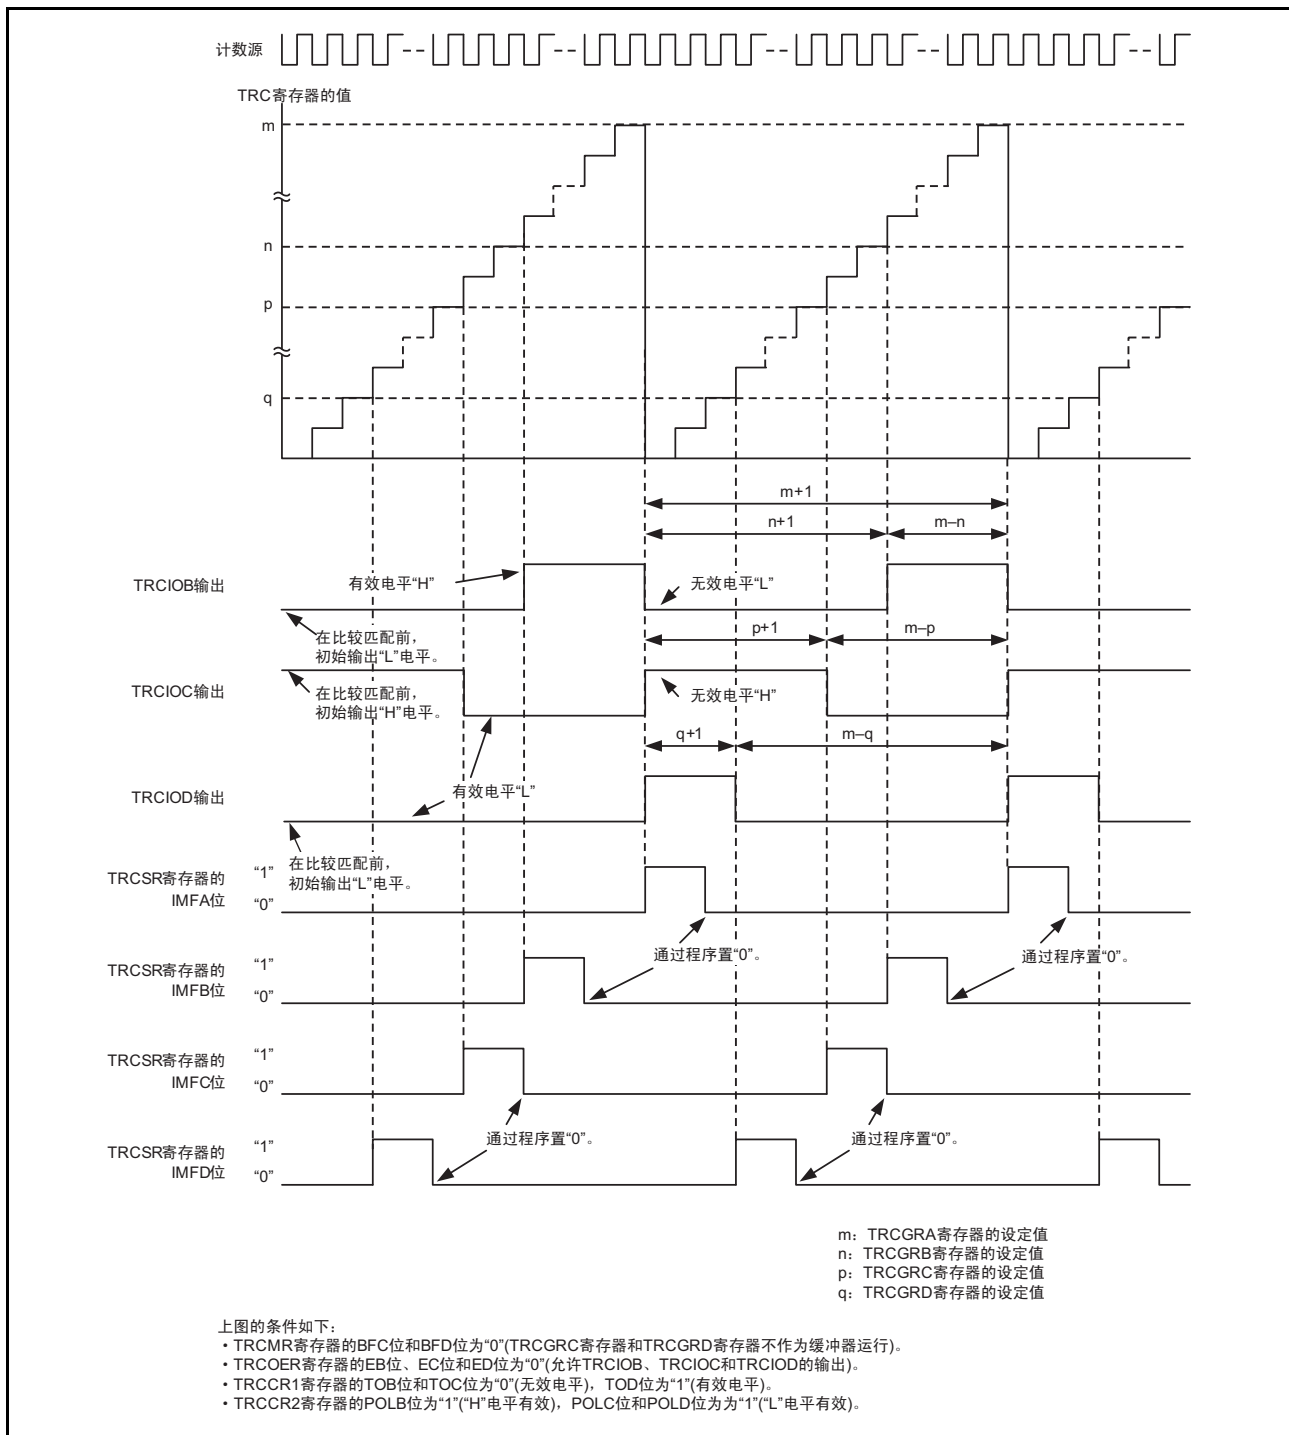 计数源
TRC寄存器的值
m
n
p
q
m+1
n+1
m–n
TRCIOB输出
有效电平“H”
无效电平“L”
在比较匹配前，
初始输出“L”电平。
p+1
m–p
TRCIOC输出
在比较匹配前，
初始输出“H”电平。
无效电平“H”
q+1
m–q
TRCIOD输出
有效电平“L”
在比较匹配前，
初始输出“L”电平。
TRCSR寄存器的
IMFA位
“1”
“0”
通过程序置“0”。
通过程序置“0”。
TRCSR寄存器的
IMFB位
“1”
“0”
TRCSR寄存器的
IMFC位
“1”
“0”
通过程序置“0”。
通过程序置“0”。
TRCSR寄存器的
IMFD位
“1”
“0”
m：TRCGRA寄存器的设定值
n：TRCGRB寄存器的设定值
p：TRCGRC寄存器的设定值
q：TRCGRD寄存器的设定值
上图的条件如下：
・TRCMR寄存器的BFC位和BFD位为“0”(TRCGRC寄存器和TRCGRD寄存器不作为缓冲器运行)。
・TRCOER寄存器的EB位、EC位和ED位为“0”(允许TRCIOB、TRCIOC和TRCIOD的输出)。
・TRCCR1寄存器的TOB位和TOC位为“0”(无效电平)，TOD位为“1”(有效电平)。
・TRCCR2寄存器的POLB位为“1”(“H”电平有效)，POLC位和POLD位为为“1”(“L”电平有效)。